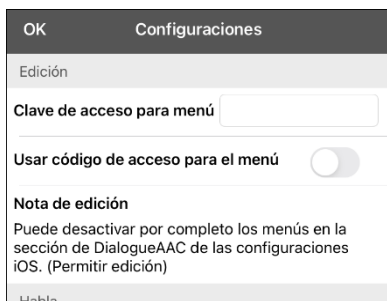 OK Configuraciones
Edición
Clave de acceso para menú
Usar código de acceso para el menú
Nota de edición
Puede desactivar por completo los menús en la
sección de DialogueAAC de las configuraciones
iOS. (Permitir edición)
Habla